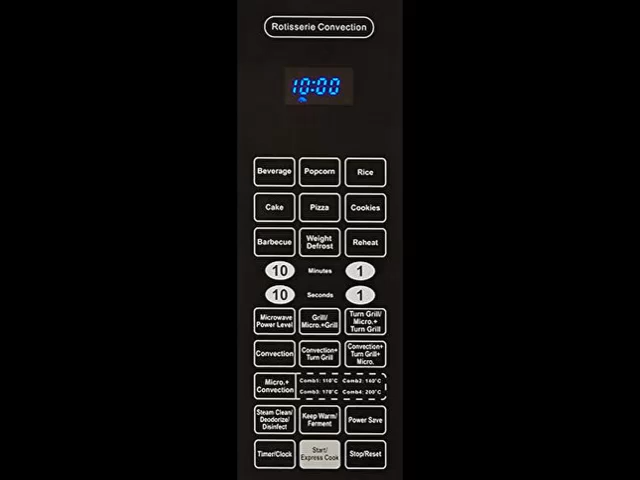 Rotisserie Convection
10:00
Beverage Popcorn Rice
Cake Pizza Cookies
Barbecue Weight Defrost Reheat
10 Minutes 1
10 Seconds 1
Microwave Power Level Grill/ Micro.+Grill Turn Grill/ Micro.+ Turn Grill
Convection Convection+ Turn Grill Convection+ Turn Grill+ Micro.
Micro.+ Convection Comb1: 110°C Comb2: 140°C
Comb3: 170°C Comb4: 200°C
Steam Clean/ Deodorize/ Disinfect Keep Warm/ Ferment Power Save
Timer/Clock Start/ Express Cook Stop/Reset